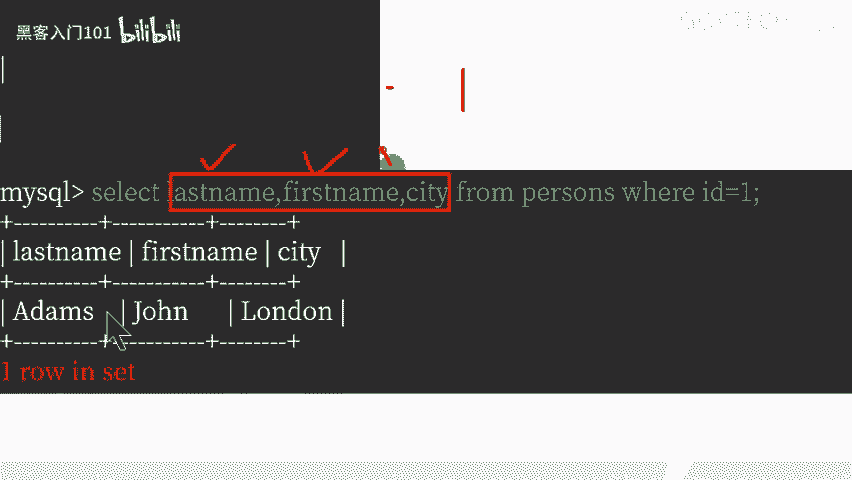 黑客入门101 bilibili
mysql> select lastname,firstname,city from persons where id=1;
+----------+-----------+--------+
| lastname | firstname | city |
+----------+-----------+--------+
| Adams | John | London |
+----------+-----------+--------+
1 row in set